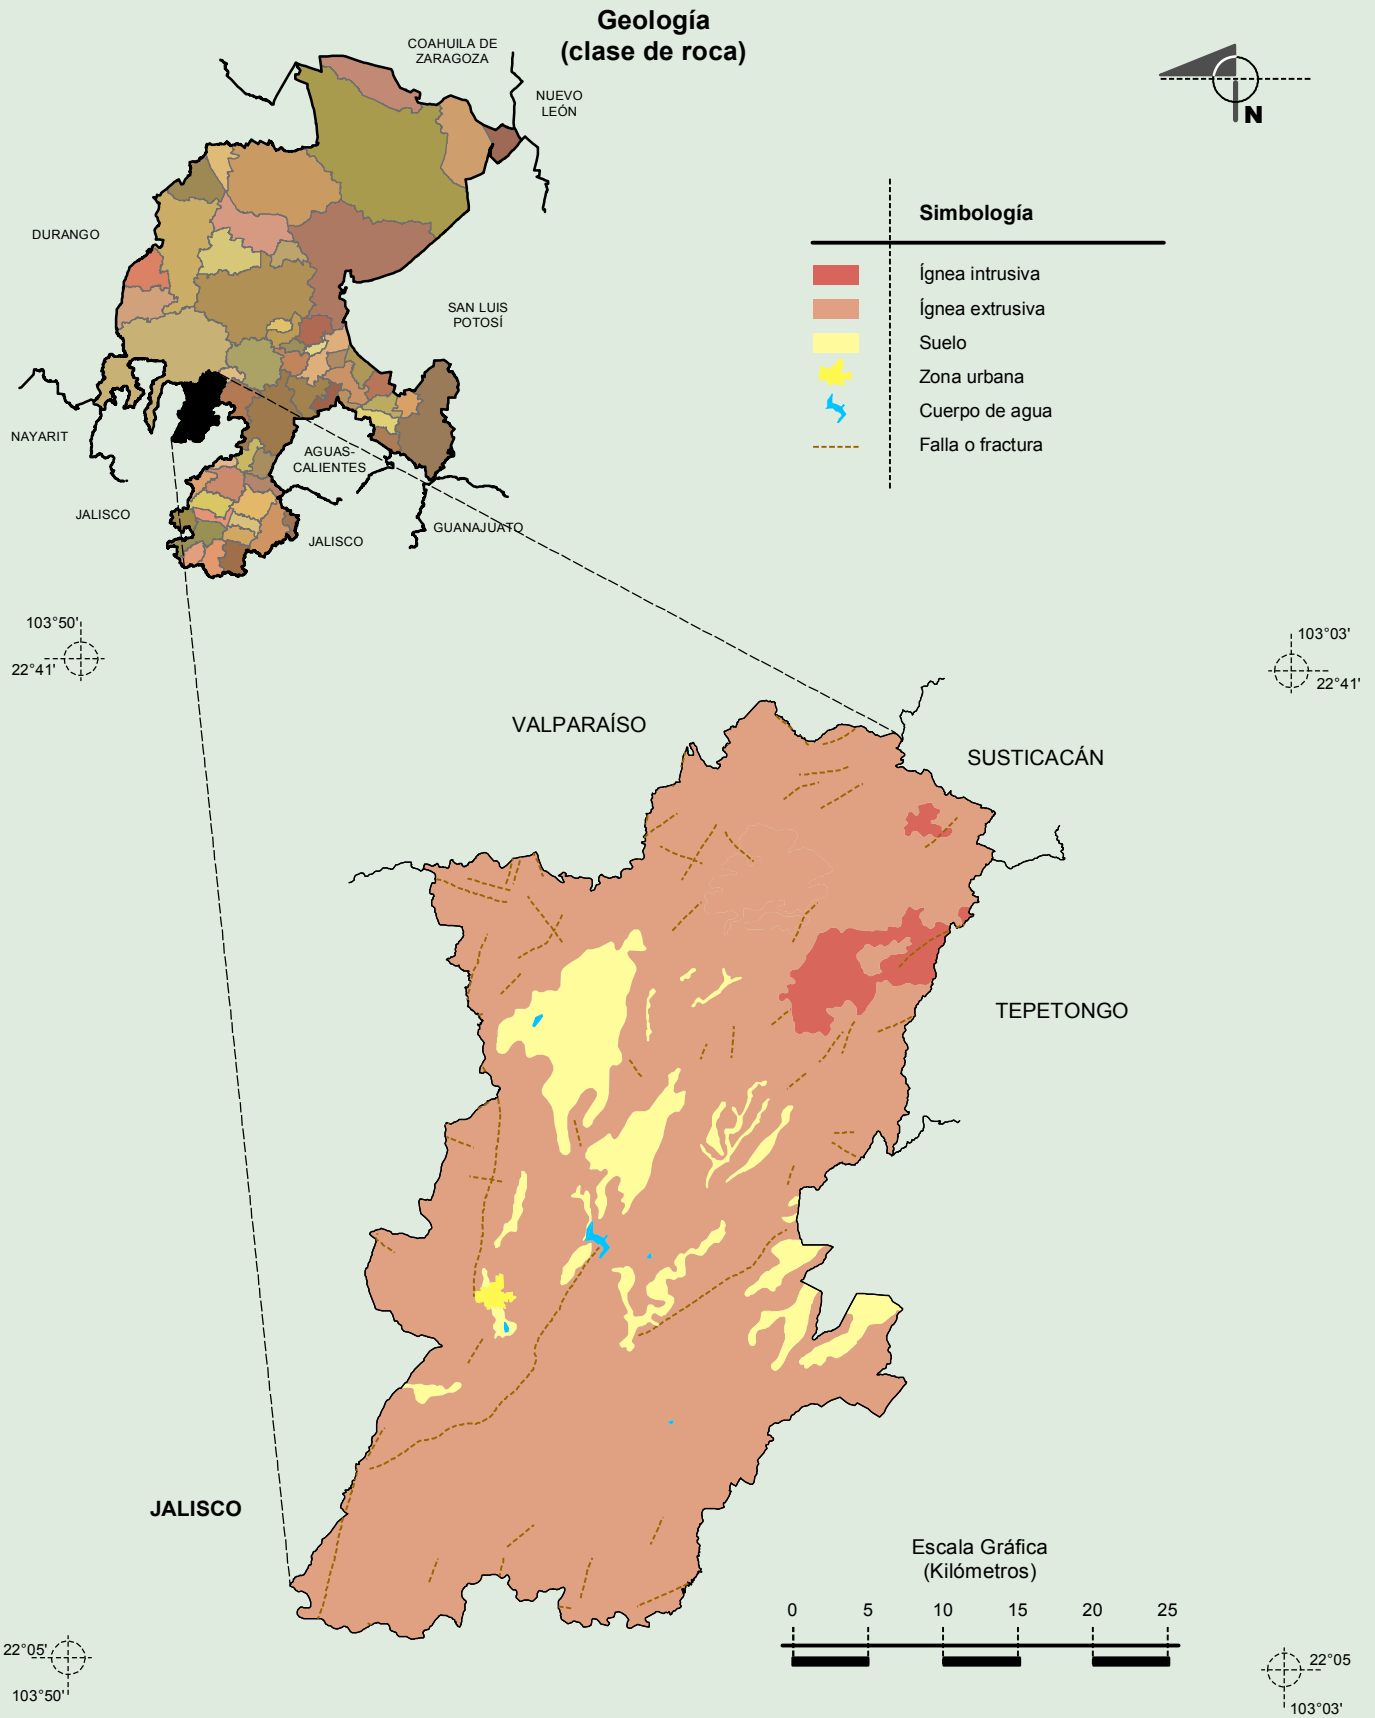 Geología
(clase de roca)
COAHUILA DE
ZARAGOZA
NUEVO
LEÓN
N
DURANGO
SAN LUIS
POTOSÍ
NAYARIT
AGUAS-
CALIENTES
JALISCO
JALISCO
GUANAJUATO
Simbología
Ígnea intrusiva
Ígnea extrusiva
Suelo
Zona urbana
Cuerpo de agua
Falla o fractura
103°50'
22°41'
103°03'
22°41'
VALPARAÍSO
SUSTICACÁN
TEPETONGO
JALISCO
Escala Gráfica
(Kilómetros)
0 5 10 15 20 25
22°05'
103°50'
22°05
103°03'